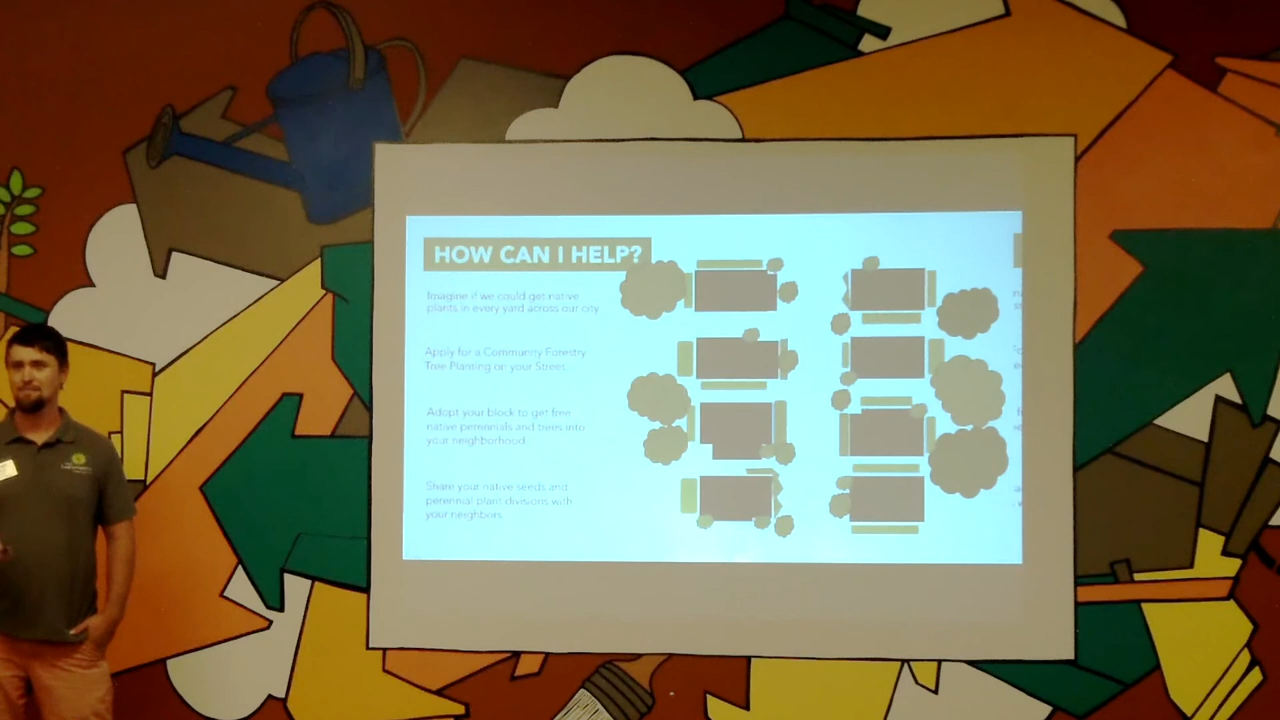 HOW CAN I HELP?
Imagine if we could get native
plants in every yard across our city
Apply for a Community Forestry
Tree Planting on your Street...
Adopt your block to get free
native perennials and trees into
your neighborhood
Share your native seeds and
perennial plant divisions with
your neighbors